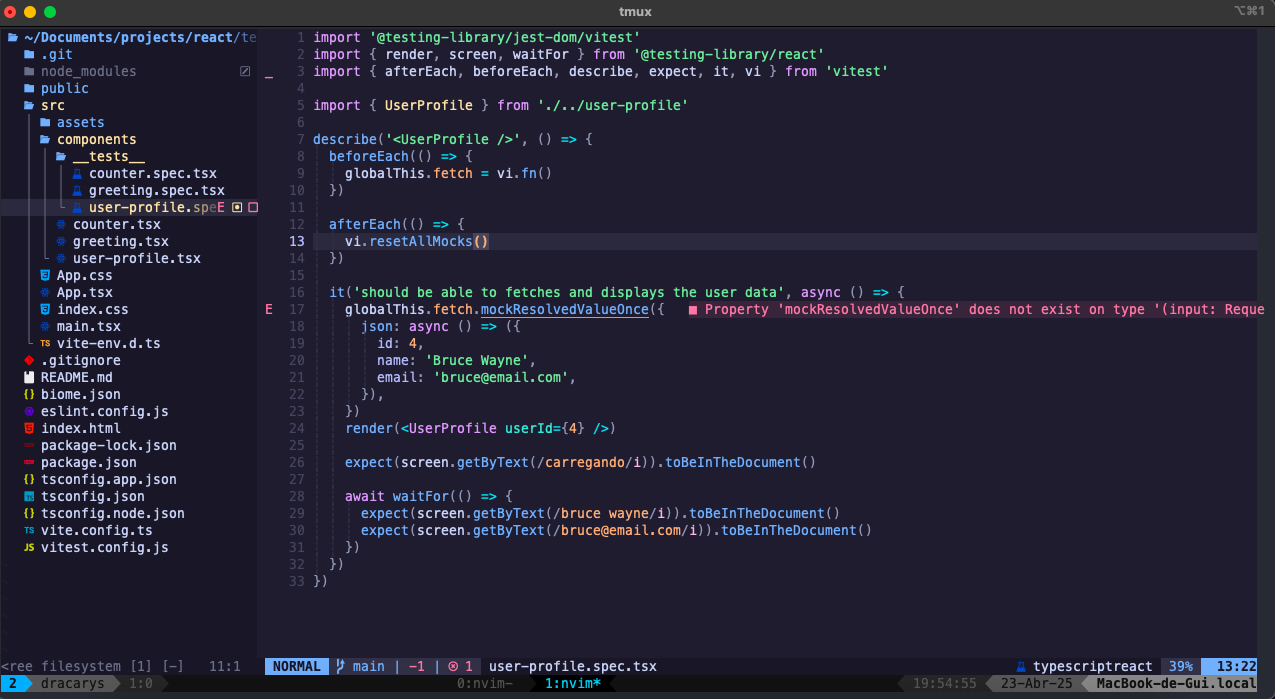 tmux
⌥⌘1
~/Documents/projects/react/te
.git
node_modules
public
src
assets
components
__tests__
counter.spec.tsx
greeting.spec.tsx
user-profile.speE
counter.tsx
greeting.tsx
user-profile.tsx
App.css
App.tsx
index.css
main.tsx
TS vite-env.d.ts
.gitignore
README.md
{} biome.json
eslint.config.js
index.html
package-lock.json
package.json
{} tsconfig.app.json
tsconfig.json
{} tsconfig.node.json
TS vite.config.ts
JS vitest.config.js
1 import '@testing-library/jest-dom/vitest'
2 import { render, screen, waitFor } from '@testing-library/react'
_ 3 import { afterEach, beforeEach, describe, expect, it, vi } from 'vitest'
4
5 import { UserProfile } from './../user-profile'
6
7 describe('<UserProfile />', () => {
8 beforeEach(() => {
9 globalThis.fetch = vi.fn()
10 })
11
12 afterEach(() => {
13 vi.resetAllMocks()
14 })
15
16 it('should be able to fetches and displays the user data', async () => {
E 17 globalThis.fetch.mockResolvedValueOnce({ ■ Property 'mockResolvedValueOnce' does not exist on type '(input: Reque
18 json: async () => ({
19 id: 4,
20 name: 'Bruce Wayne',
21 email: 'bruce@email.com',
22 }),
23 })
24 render(<UserProfile userId={4} />)
25
26 expect(screen.getByText(/carregando/i)).toBeInTheDocument()
27
28 await waitFor(() => {
29 expect(screen.getByText(/bruce wayne/i)).toBeInTheDocument()
30 expect(screen.getByText(/bruce@email.com/i)).toBeInTheDocument()
31 })
32 })
33 })
<ree filesystem [1] [-] 11:1
NORMAL main | -1 | ⊗ 1 user-profile.spec.tsx typescriptreact 39% 13:22
2 dracarys 1:0 0:nvim- 1:nvim* 19:54:55 23-Abr-25 MacBook-de-Gui.local